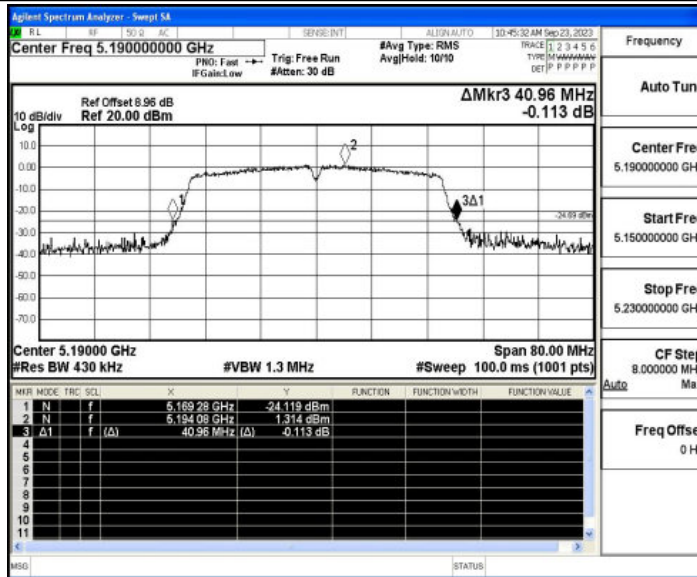 Agilent Spectrum Analyzer - Swept SA
RL RF 50 Ω AC SENSE:INT ALIGN AUTO 10:45:32 AM Sep 23, 2023
Center Freq 5.190000000 GHz
PNO: Fast
IFGain:Low
Trig: Free Run
#Atten: 30 dB
#Avg Type: RMS
Avg|Hold: 10/10
TRACE 1 2 3 4 5 6
TYPE M
DET P P P P P P
Ref Offset 8.96 dB
Ref 20.00 dBm
10 dB/div
Log
ΔMkr3 40.96 MHz
-0.113 dB
10.0
0.00
-10.0
-20.0
-30.0
-40.0
-50.0
-60.0
-70.0
1
2
3Δ1
-24.69 dBm
Center 5.19000 GHz Span 80.00 MHz
#Res BW 430 kHz #VBW 1.3 MHz #Sweep 100.0 ms (1001 pts)
MKR MODE TRC SCL X Y FUNCTION FUNCTION WIDTH FUNCTION VALUE
1 N f 5.169 28 GHz -24.119 dBm
2 N f 5.194 08 GHz 1.314 dBm
3 Δ1 f (Δ) 40.96 MHz (Δ) -0.113 dB
4
5
6
7
8
9
10
11
MSG STATUS
Frequency
Auto Tun
Center Fre
5.190000000 GH
Start Fre
5.150000000 GH
Stop Fre
5.230000000 GH
CF Step
8.000000 MH
Auto Ma
Freq Offse
0 H